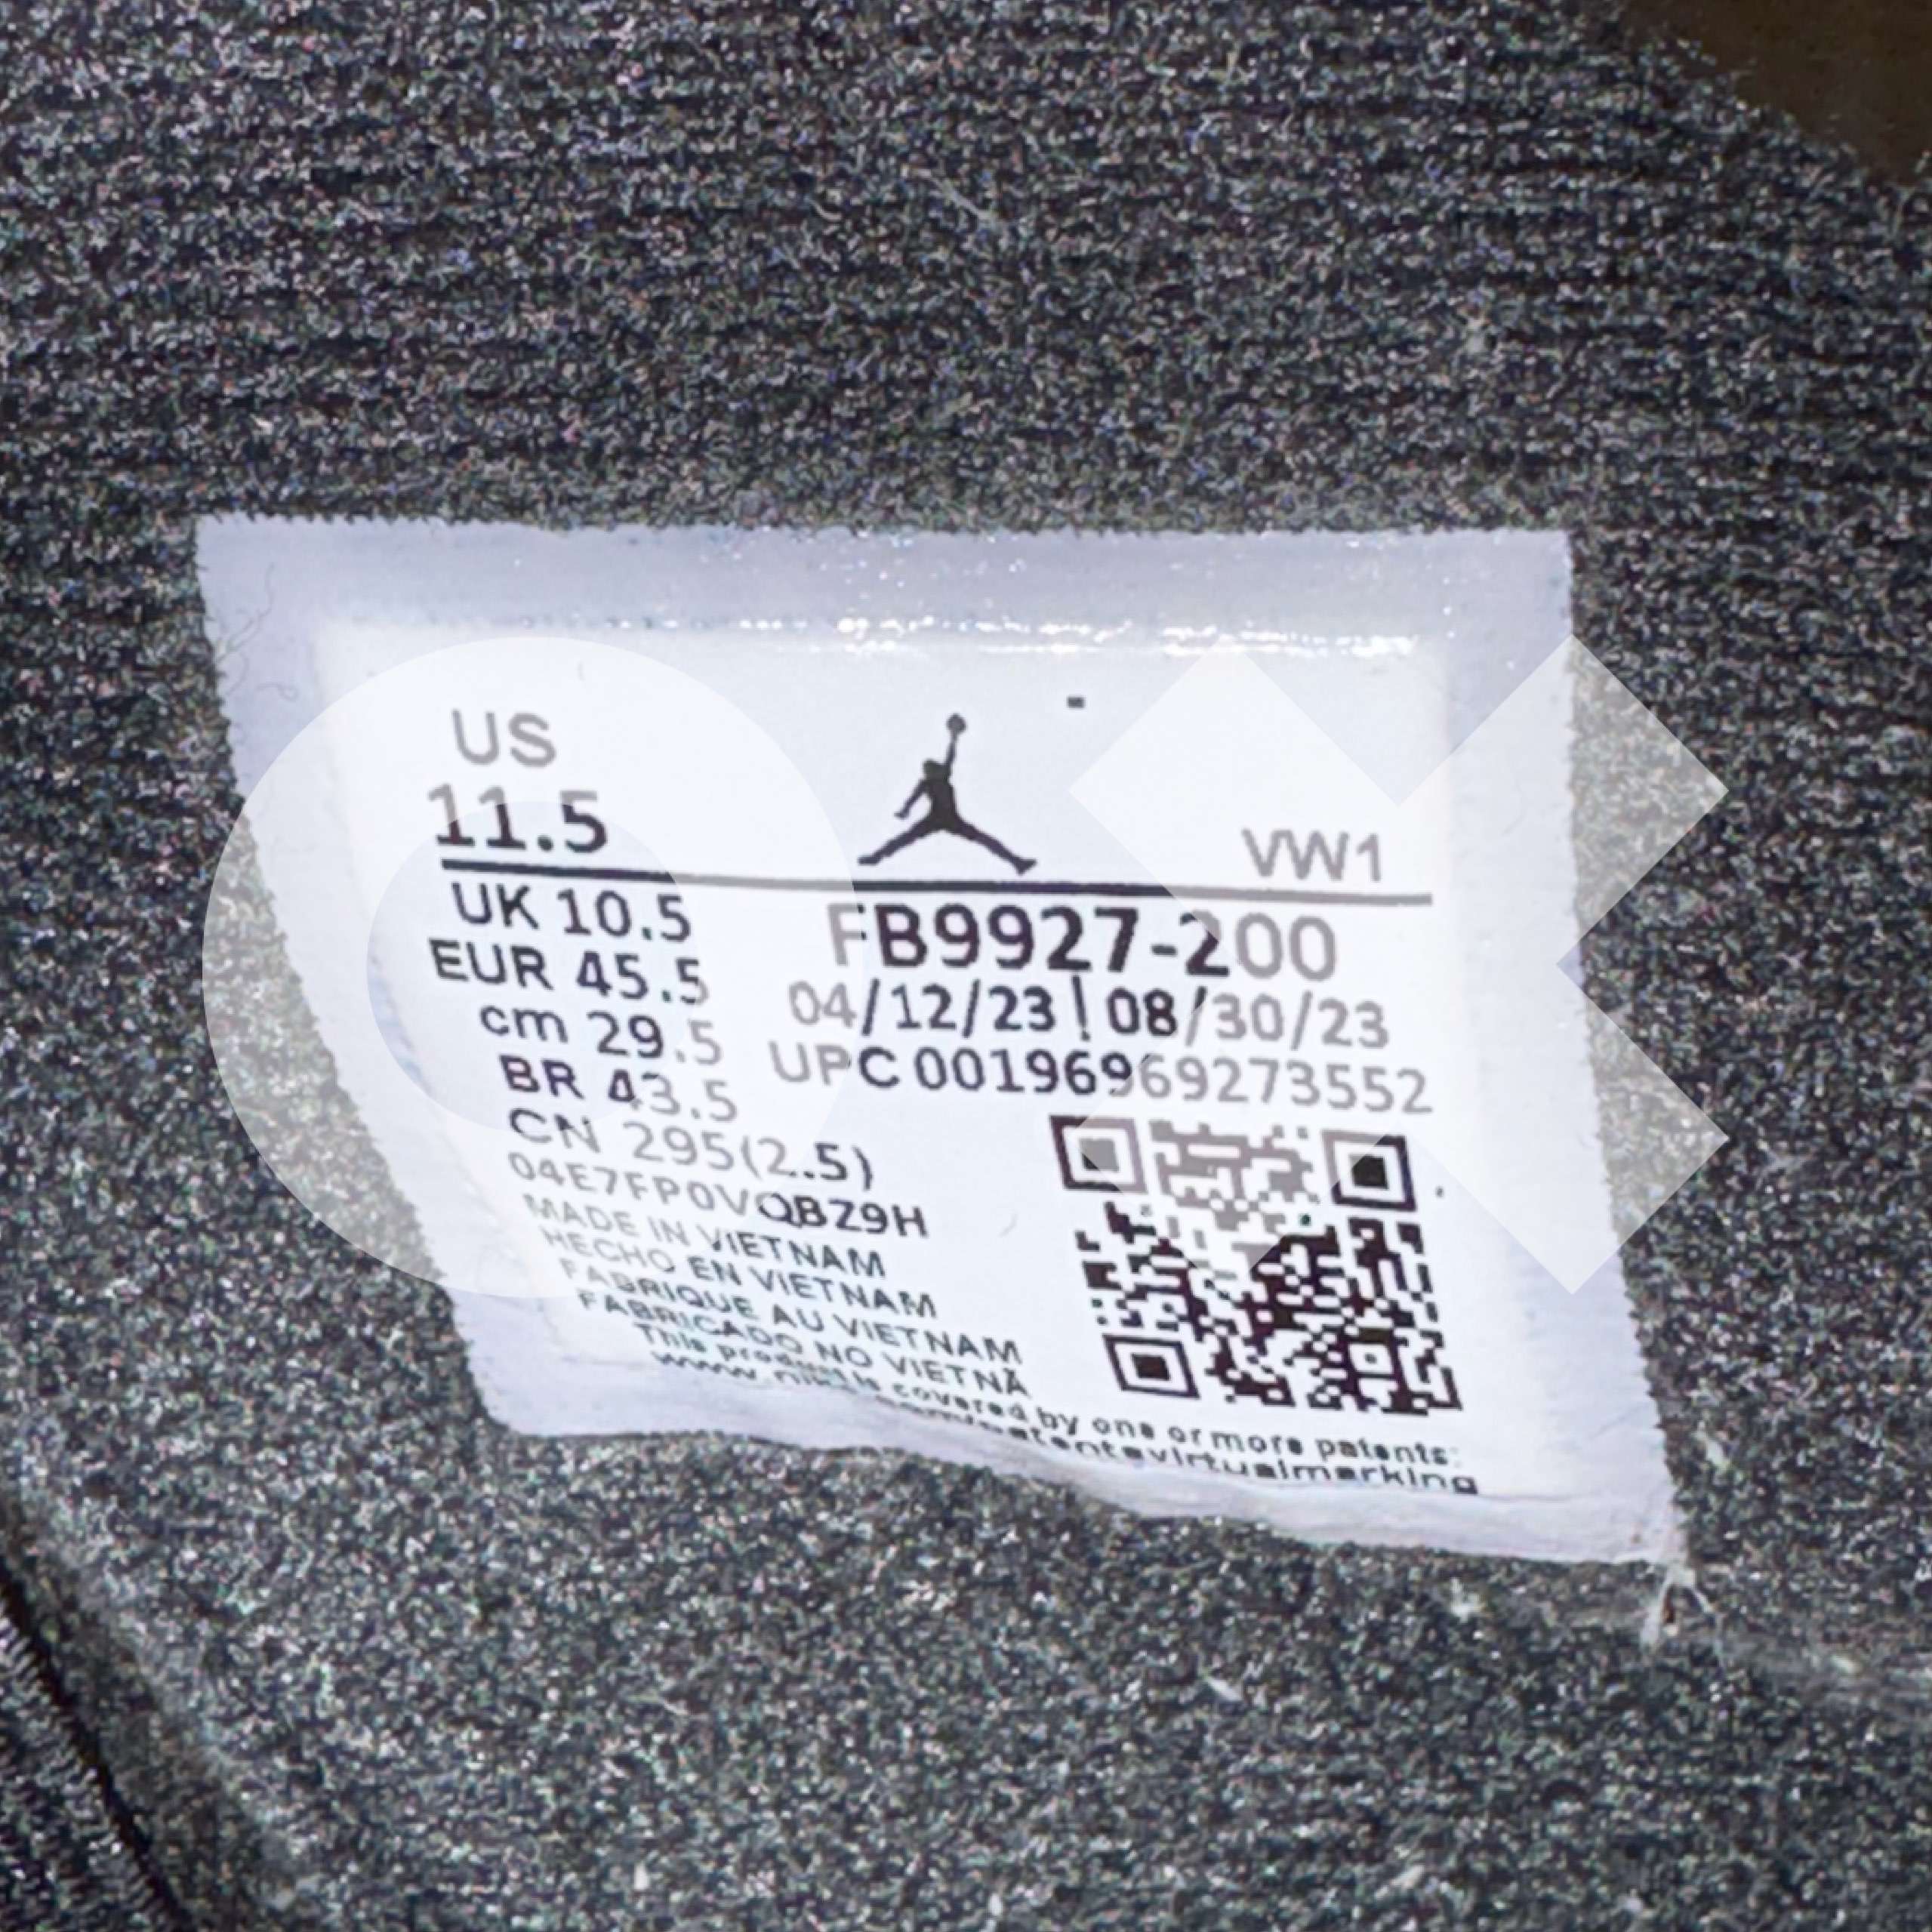 US
11.5
VW1
UK 10.5
EUR 45.5
cm 29.5
BR 43.5
CN 295(2..5)
04E7FP0VQBZ9H
FB9927-200
04/12/23 | 08/30/23
UPC 00196969273552
MADE IN VIETNAM
HECHO EN VIETNAM
FABRIQUE AU VIETNAM
FABRICADO NO VIETNÃ
This product is covered by one or more patents: